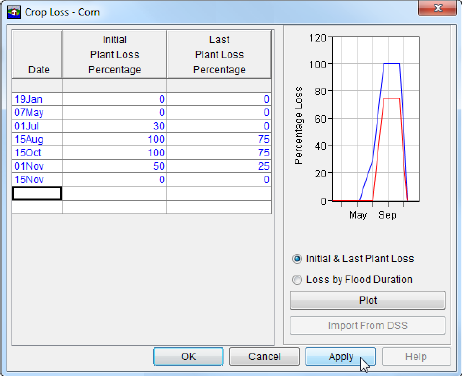 Crop Loss - Corn
Date
Initial Plant Loss Percentage
Last Plant Loss Percentage
19Jan 0 0
07May 0 0
01Jul 30 0
15Aug 100 75
15Oct 100 75
01Nov 50 25
15Nov 0 0
Percentage Loss
120
100
80
60
40
20
0
May Sep
Initial & Last Plant Loss
Loss by Flood Duration
Plot
Import From DSS
OK Cancel Apply Help